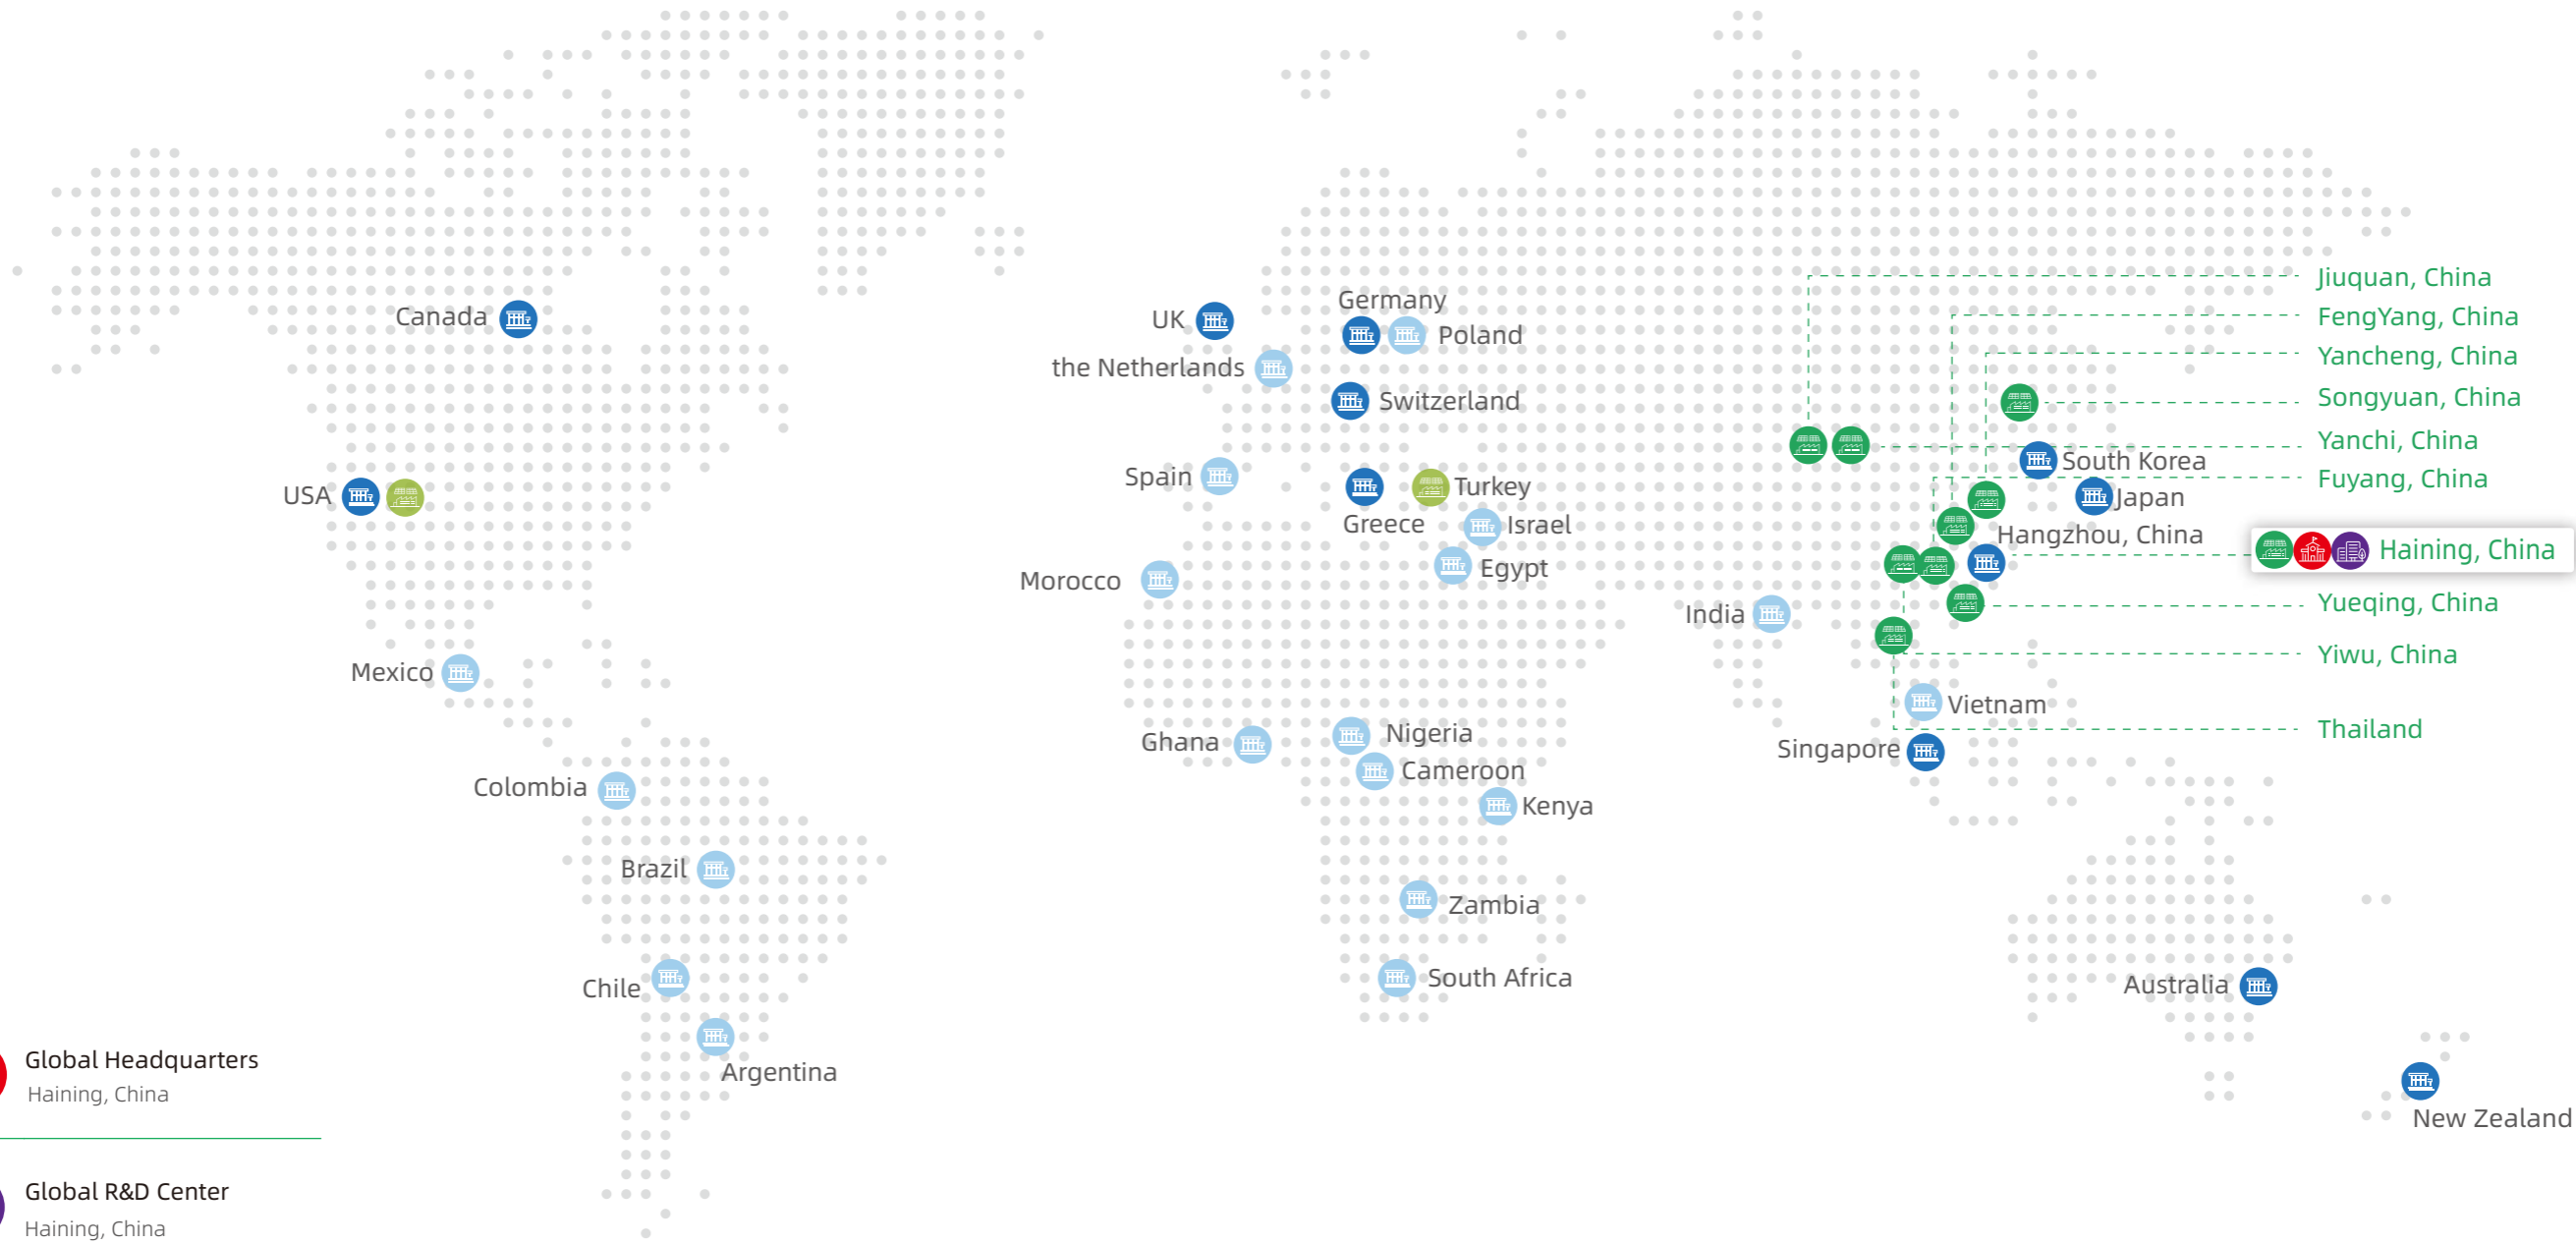 Jiuquan, China
Germany
Canada
UK
FengYang, China
Poland
Yancheng, China
the Netherlands
Switzerland
Songyuan, China
Yanchi, China
South Korea
Spain
Fuyang, China
USA
Turkey
Japan
Greece
Israel
Hangzhou, China
Haining, China
Egypt
Morocco
Yueqing, China
India
Yiwu, China
Mexico
Vietnam
Thailand
Nigeria
Ghana
Singapore
Cameroon
Colombia
Kenya
Brazil
Zambia
South Africa
Chile
Australia
Global Headquarters
Argentina
Haining, China
New Zealand
Global R&D Center
Haining, China